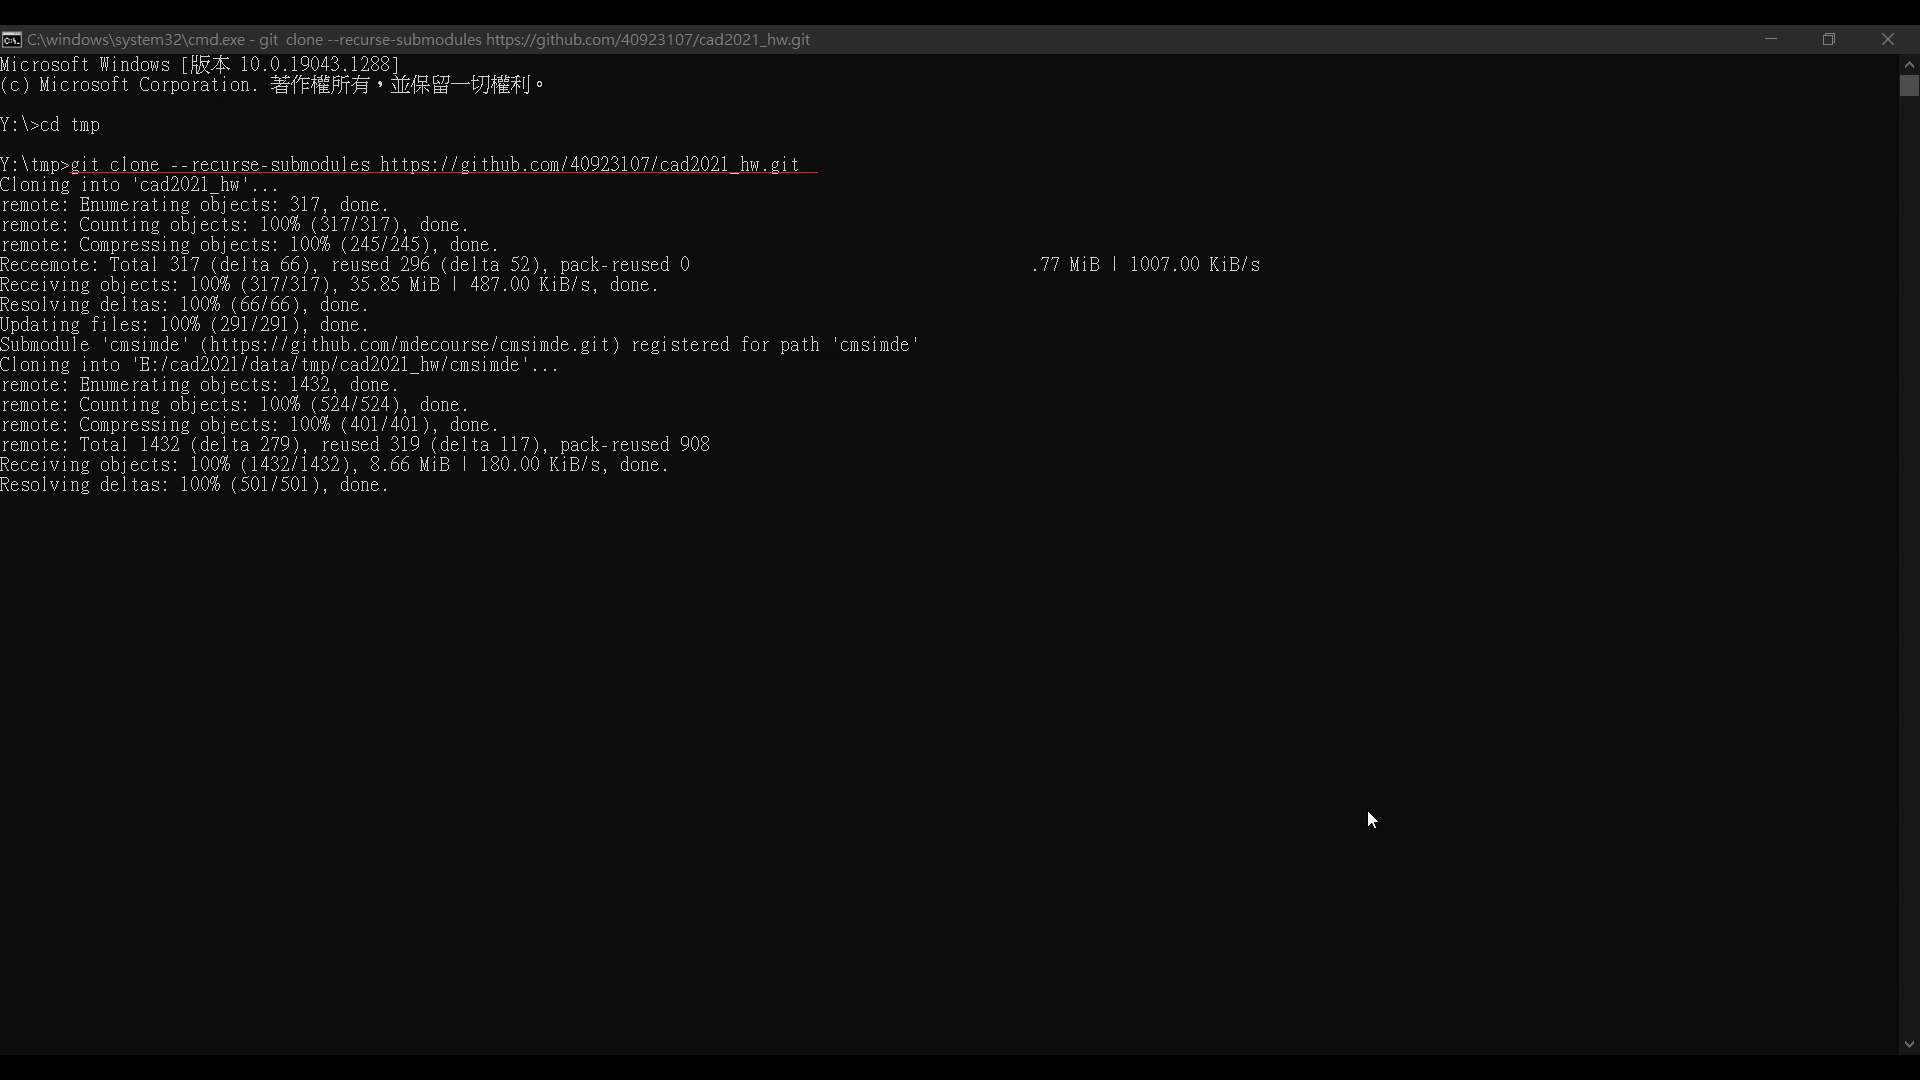 C:\windows\system32\cmd.exe - git  clone --recurse-submodules https://github.com/40923107/cad2021_hw.git
Microsoft Windows [版本 10.0.19043.1288]
(c) Microsoft Corporation. 著作權所有，並保留一切權利。
Y:\>cd tmp
Y:\tmp>git clone --recurse-submodules https://github.com/40923107/cad2021_hw.git
Cloning into 'cad2021_hw'...
remote: Enumerating objects: 317, done.
remote: Counting objects: 100% (317/317), done.
remote: Compressing objects: 100% (245/245), done.
Receemote: Total 317 (delta 66), reused 296 (delta 52), pack-reused 0                                  .77 MiB | 1007.00 KiB/s
Receiving objects: 100% (317/317), 35.85 MiB | 487.00 KiB/s, done.
Resolving deltas: 100% (66/66), done.
Updating files: 100% (291/291), done.
Submodule 'cmsimde' (https://github.com/mdecourse/cmsimde.git) registered for path 'cmsimde'
Cloning into 'E:/cad2021/data/tmp/cad2021_hw/cmsimde'...
remote: Enumerating objects: 1432, done.
remote: Counting objects: 100% (524/524), done.
remote: Compressing objects: 100% (401/401), done.
remote: Total 1432 (delta 279), reused 319 (delta 117), pack-reused 908
Receiving objects: 100% (1432/1432), 8.66 MiB | 180.00 KiB/s, done.
Resolving deltas: 100% (501/501), done.